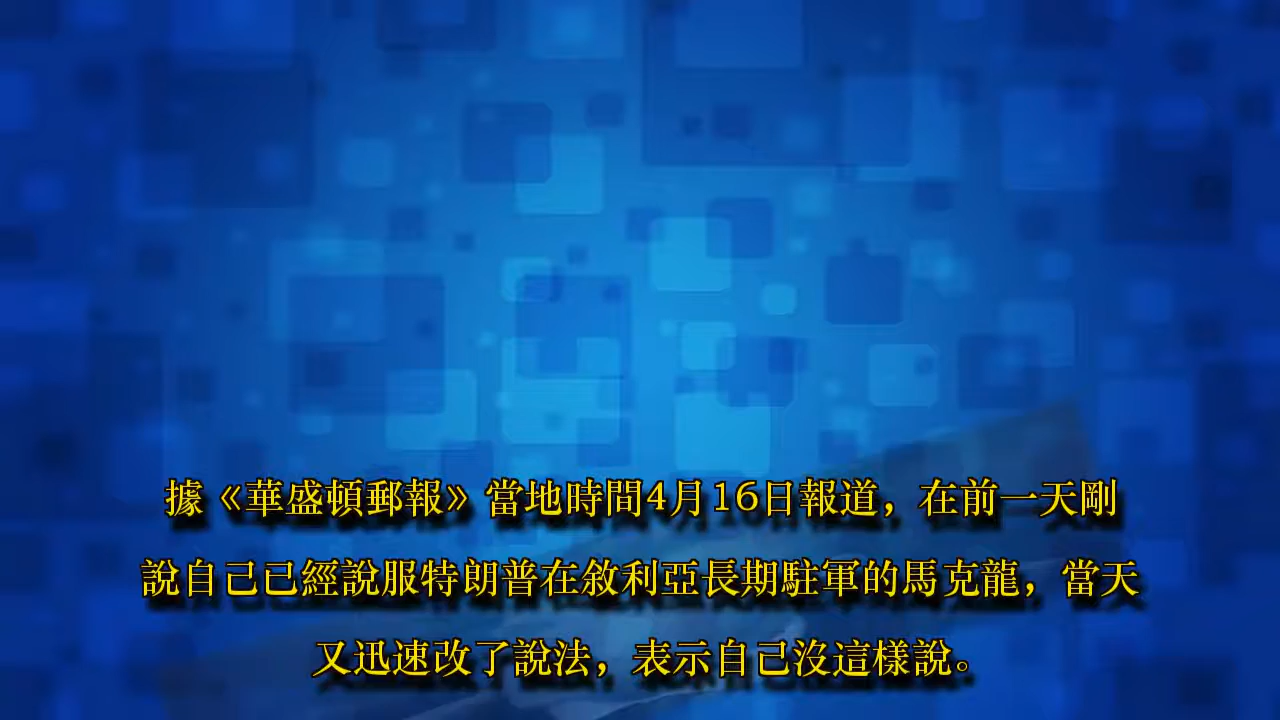 據《華盛頓郵報》當地時間4月16日報道，在前一天剛
說自己已經說服特朗普在敘利亞長期駐軍的馬克龍，當天
又迅速改了說法，表示自己沒這樣說。